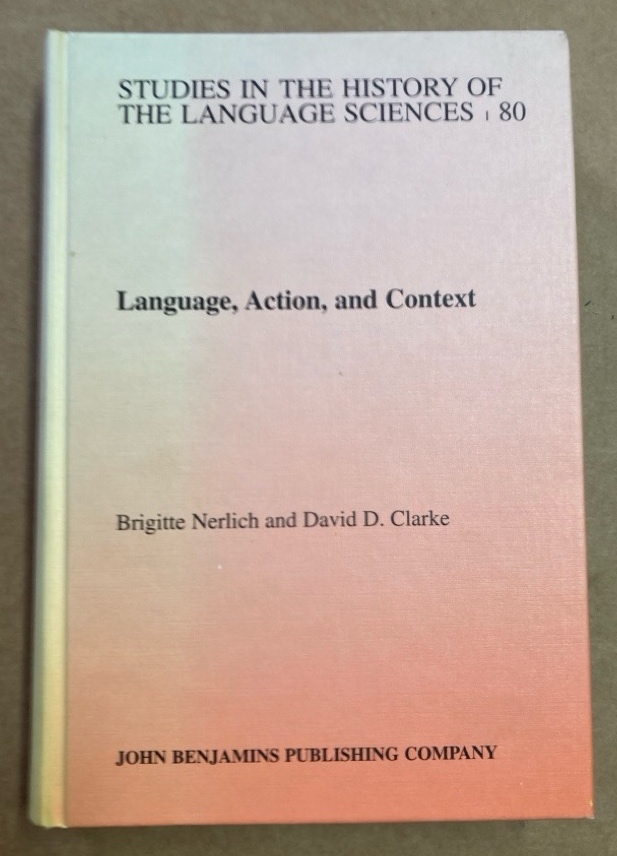 STUDIES IN THE HISTORY OF
THE LANGUAGE SCIENCES | 80
Language, Action, and Context
Brigitte Nerlich and David D. Clarke
JOHN BENJAMINS PUBLISHING COMPANY